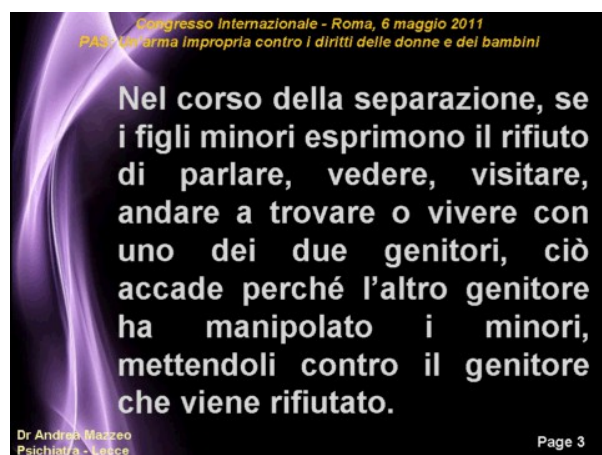 Congresso Internazionale - Roma, 6 maggio 2011
PAS: Un'arma impropria contro i diritti delle donne e dei bambini
Nel corso della separazione, se
i figli minori esprimono il rifiuto
di parlare, vedere, visitare,
andare a trovare o vivere con
uno dei due genitori, ciò
accade perché l'altro genitore
ha manipolato i minori,
mettendoli contro il genitore
che viene rifiutato.
Dr Andrea Mazzeo
Psichiatra - Lecce
Page 3